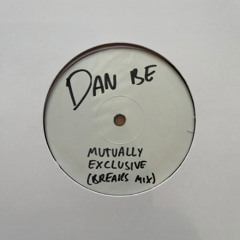 DAN BE
MUTUALLY
EXCLUSIVE
(BREAKS MIX)